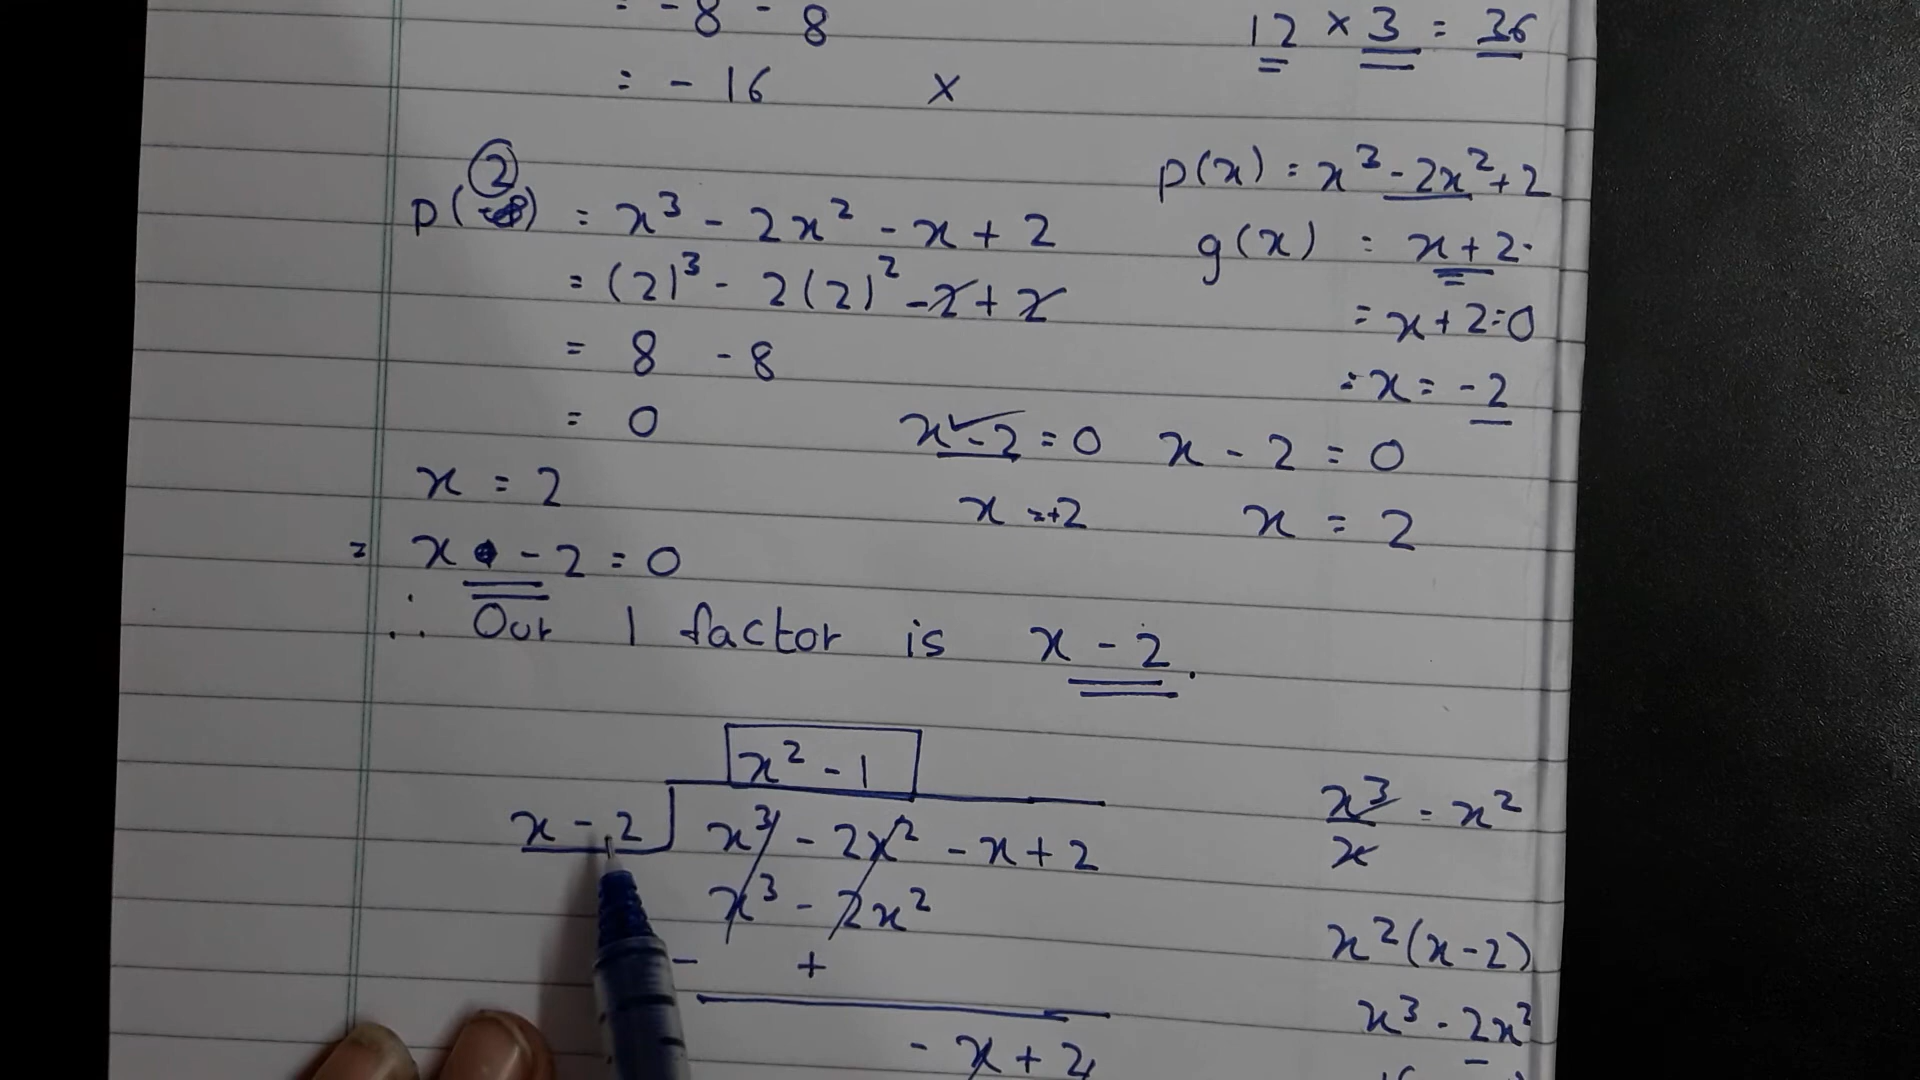 = -8 - 8
12 × 3 = 36
= - 16 ×
p(x) = x³ - 2x² + 2
2
p( ) = x³ - 2x² - x + 2
g(x) = x + 2.
= (2)³ - 2(2)² - 2 + 2
= x + 2 = 0
= 8 - 8
= x = -2
= 0
x - 2 = 0
x - 2 = 0
x = 2
x = +2
x = 2
= x - 2 = 0
∴ Our 1 factor is x - 2.
x² - 1
x - 2 ) x³ - 2x² - x + 2
x³/x = x²
x³ - 2x²
x²(x-2)
- +
x³ - 2x²
- x + 2